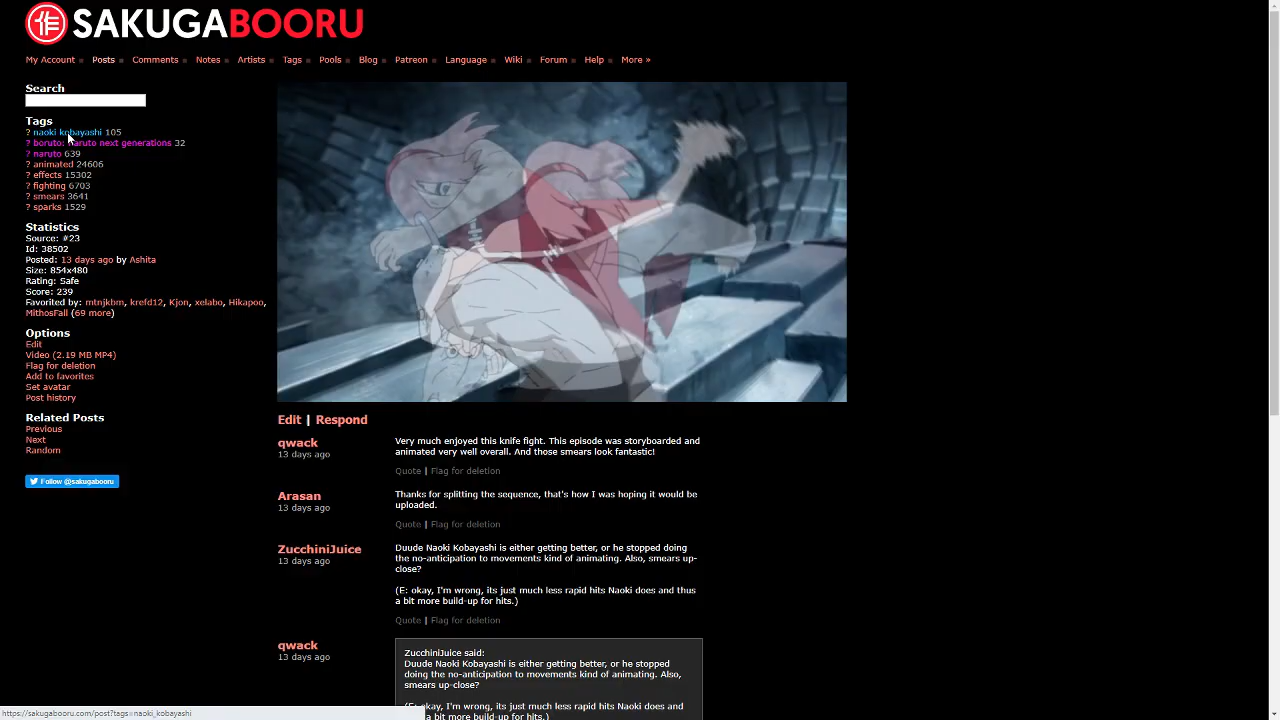 作 SAKUGABOORU
My Account Posts Comments Notes Artists Tags Pools Blog Patreon Language Wiki Forum Help More »
Search
Tags
? naoki kobayashi 105
? boruto: naruto next generations 32
? naruto 639
? animated 24606
? effects 15302
? fighting 6703
? smears 3641
? sparks 1529
Statistics
Source: #23
Id: 38502
Posted: 13 days ago by Ashita
Size: 854x480
Rating: Safe
Score: 239
Favorited by: mtnjkbm, krefd12, Kjon, xelabo, Hikapoo,
MithosFall (69 more)
Options
Edit
Video (2.19 MB MP4)
Flag for deletion
Add to favorites
Set avatar
Post history
Related Posts
Previous
Next
Random
Follow @sakugabooru
Edit | Respond
qwack
13 days ago
Very much enjoyed this knife fight. This episode was storyboarded and
animated very well overall. And those smears look fantastic!
Quote | Flag for deletion
Arasan
13 days ago
Thanks for splitting the sequence, that's how I was hoping it would be
uploaded.
Quote | Flag for deletion
ZucchiniJuice
13 days ago
Duude Naoki Kobayashi is either getting better, or he stopped doing
the no-anticipation to movements kind of animating. Also, smears up-
close?
(E: okay, I'm wrong, its just much less rapid hits Naoki does and thus
a bit more build-up for hits.)
Quote | Flag for deletion
qwack
13 days ago
ZucchiniJuice said:
Duude Naoki Kobayashi is either getting better, or he stopped
doing the no-anticipation to movements kind of animating. Also,
smears up-close?
(E: okay, I'm wrong, its just much less rapid hits Naoki does
and thus a bit more build-up for hits.)
https://sakugabooru.com/post?tags=naoki_kobayashi